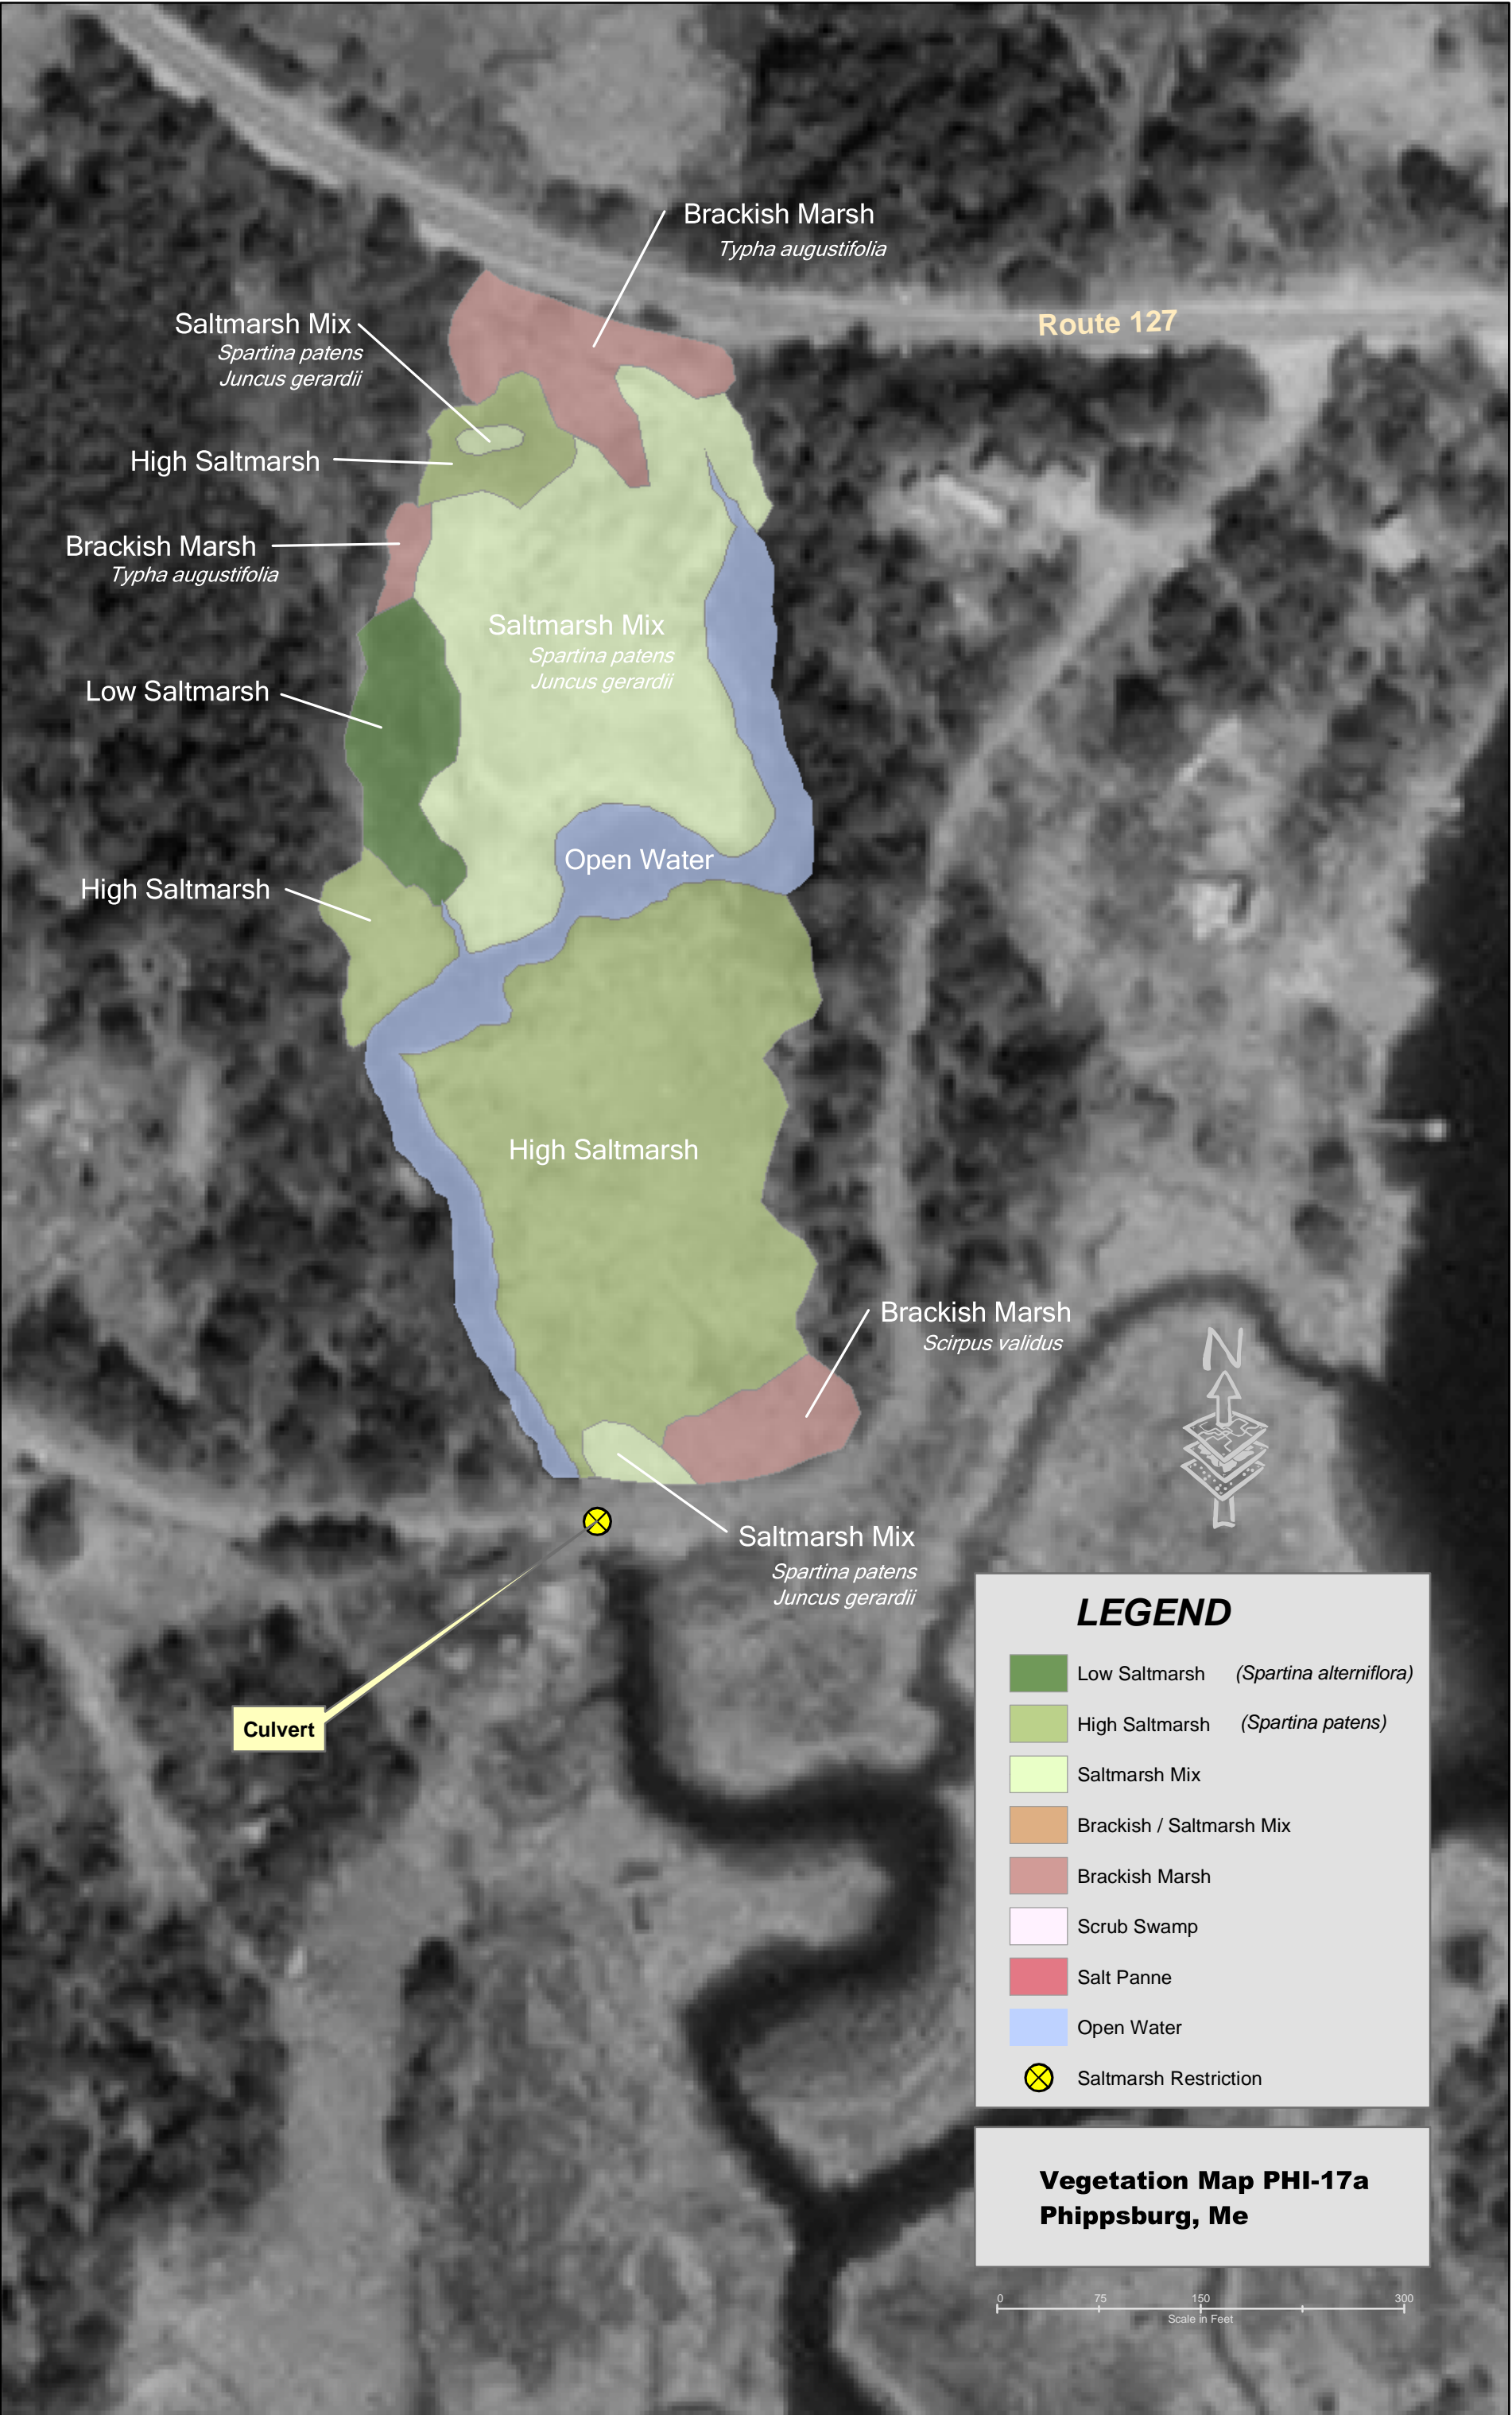 Brackish Marsh
Typha augustifolia
Route 127
Saltmarsh Mix
Spartina patens
Juncus gerardii
High Saltmarsh
Brackish Marsh
Typha augustifolia
Saltmarsh Mix
Spartina patens
Juncus gerardii
Low Saltmarsh
Open Water
High Saltmarsh
High Saltmarsh
Brackish Marsh
Scirpus validus
N
Saltmarsh Mix
Spartina patens
Juncus gerardii
Culvert
LEGEND
Low Saltmarsh (Spartina alterniflora)
High Saltmarsh (Spartina patens)
Saltmarsh Mix
Brackish / Saltmarsh Mix
Brackish Marsh
Scrub Swamp
Salt Panne
Open Water
Saltmarsh Restriction
Vegetation Map PHI-17a
Phippsburg, Me
0 75 150 300
Scale in Feet